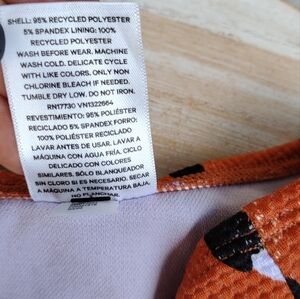 SHELL: 95% RECYCLED POLYESTER
5% SPANDEX LINING: 100%
RECYCLED POLYESTER
WASH BEFORE WEAR. MACHINE
WASH COLD. DELICATE CYCLE
WITH LIKE COLORS. ONLY NON
CHLORINE BLEACH IF NEEDED.
TUMBLE DRY LOW. DO NOT IRON.
RN17730 VN1322664
REVESTIMIENTO: 95% POLIÉSTER
RECICLADO 5% SPANDEX FORRO:
100% POLIÉSTER RECICLADO
LAVAR ANTES DE USAR. LAVAR A
MÁQUINA CON AGUA FRÍA. CICLO
DELICADO CON COLORES
SIMILARES. SÓLO BLANQUEADOR
SIN CLORO SI ES NECESARIO. SECAR
A MÁQUINA A TEMPERATURA BAJA.
NO PLANCHAR.